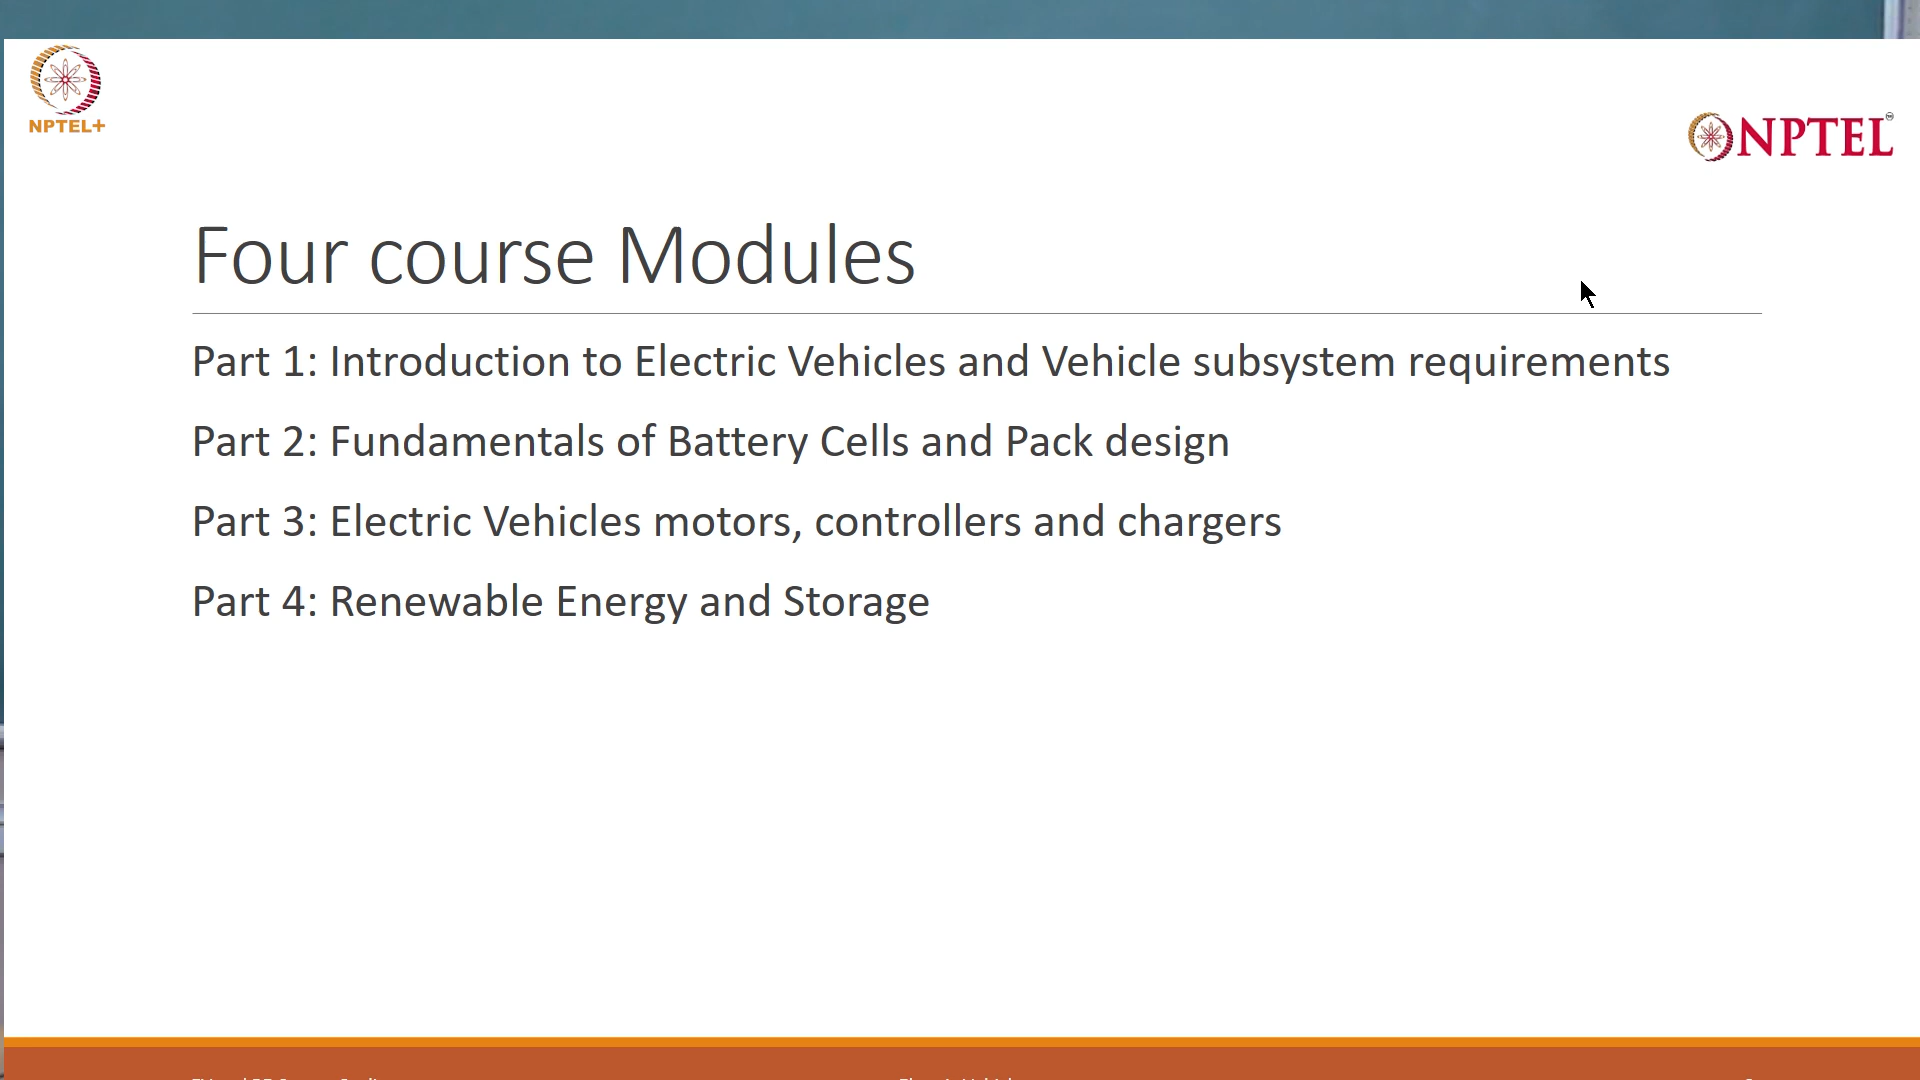 NPTEL+
NPTEL
Four course Modules
Part 1: Introduction to Electric Vehicles and Vehicle subsystem requirements
Part 2: Fundamentals of Battery Cells and Pack design
Part 3: Electric Vehicles motors, controllers and chargers
Part 4: Renewable Energy and Storage